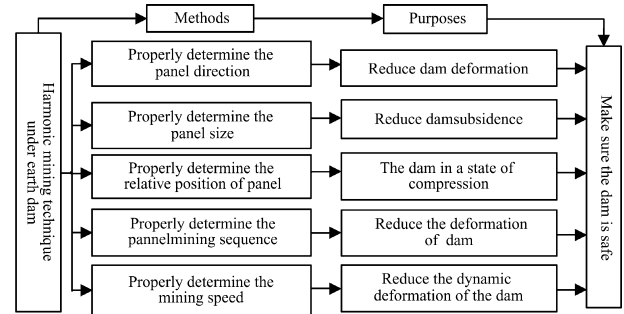 Methods
Purposes
Harmonic mining technique
under earth dam
Properly determine the
panel direction
Reduce dam deformation
Properly determine the
panel size
Reduce damsubsidence
Properly determine the
relative position of panel
The dam in a state of
compression
Properly determine the
pannelmining sequence
Reduce the deformation
of dam
Properly determine the
mining speed
Reduce the dynamic
deformation of the dam
Make sure the dam is safe